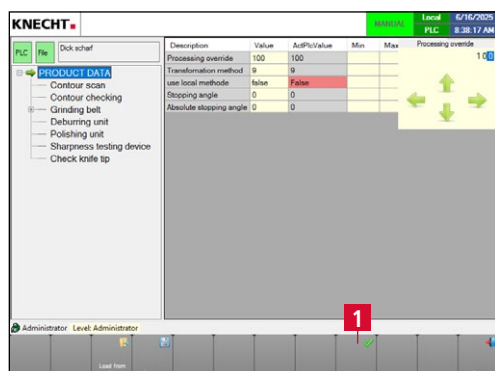 KNECHT.
MANUAL
Local
PLC
6/16/2025
8:38:17 AM
PLC
File
Dick scharf
PRODUCT DATA
Contour scan
Contour checking
Grinding belt
Deburring unit
Polishing unit
Sharpness testing device
Check knife tip
Description Value ActPlcValue Min Max
Processing override 100 100
Transfomation method 9 9
use local methode false False
Stopping angle 0 0
Absolute stopping angle 0 0
Processing override
100
Administrator Level: Administrator
1
Load from